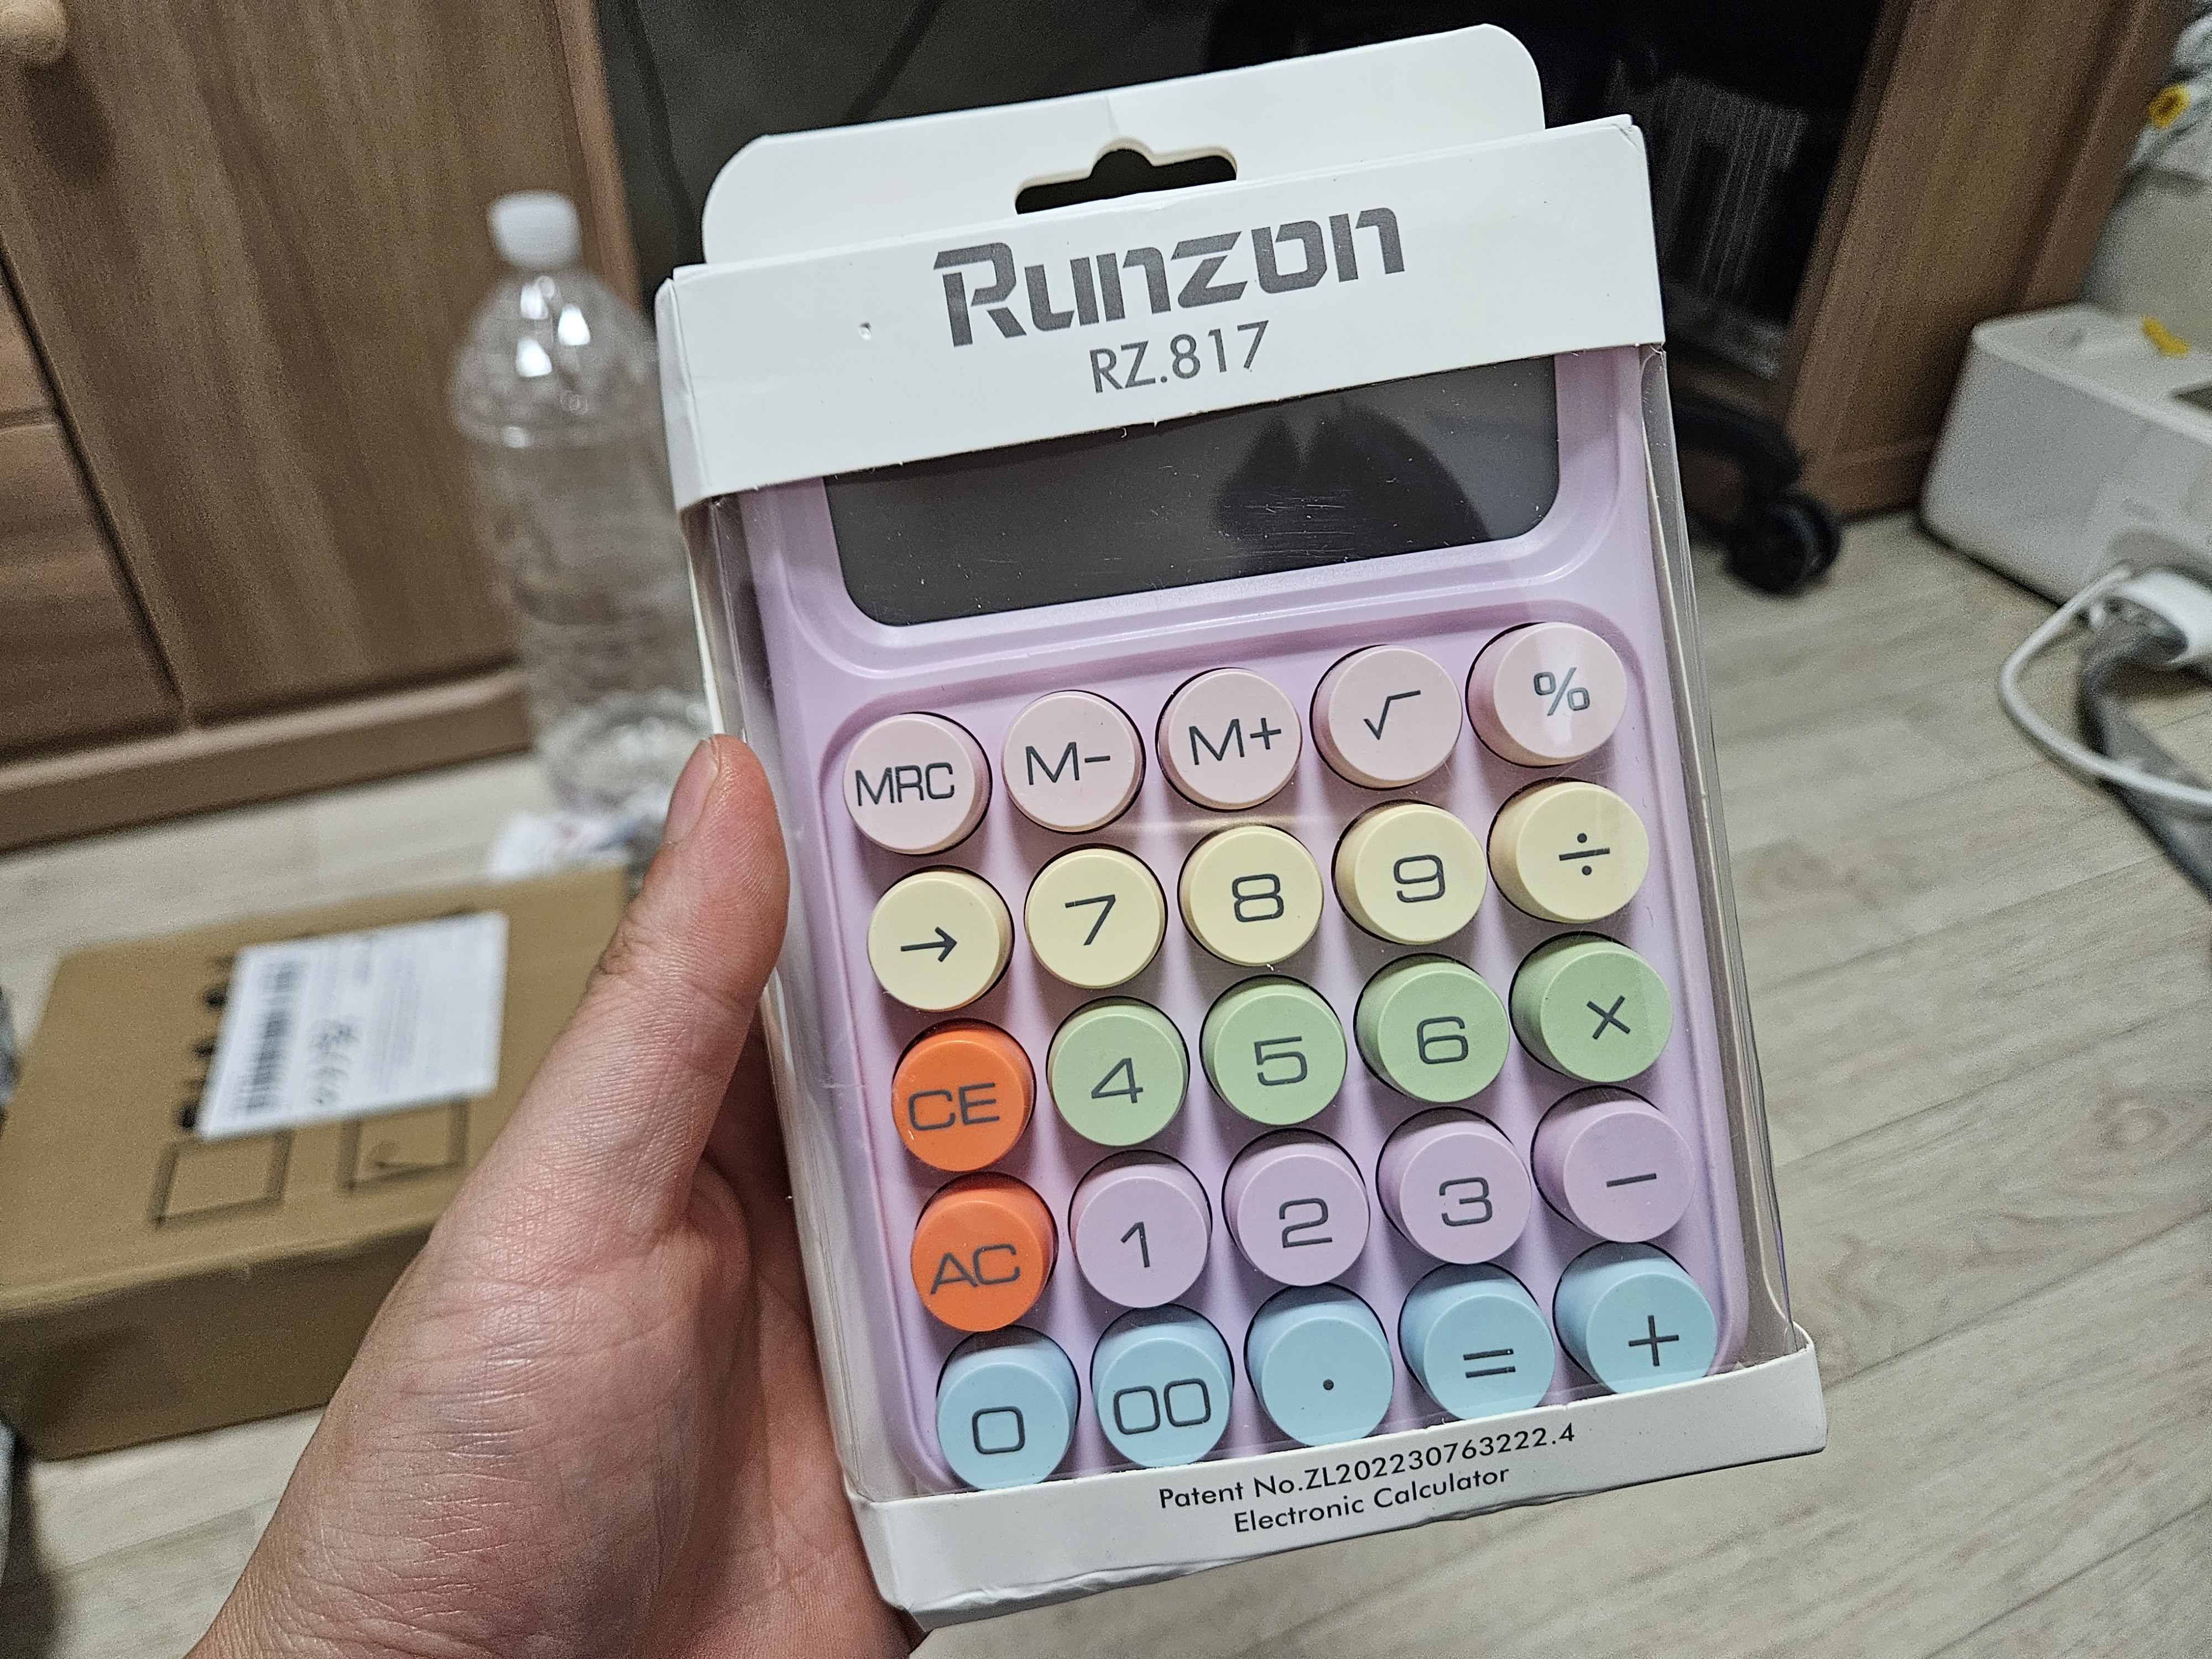 Runzon
RZ.817
MRC M- M+ √ %
→ 7 8 9 ÷
CE 4 5 6 ×
AC 1 2 3 −
0 00 . = +
Patent No.ZL202230763222.4
Electronic Calculator